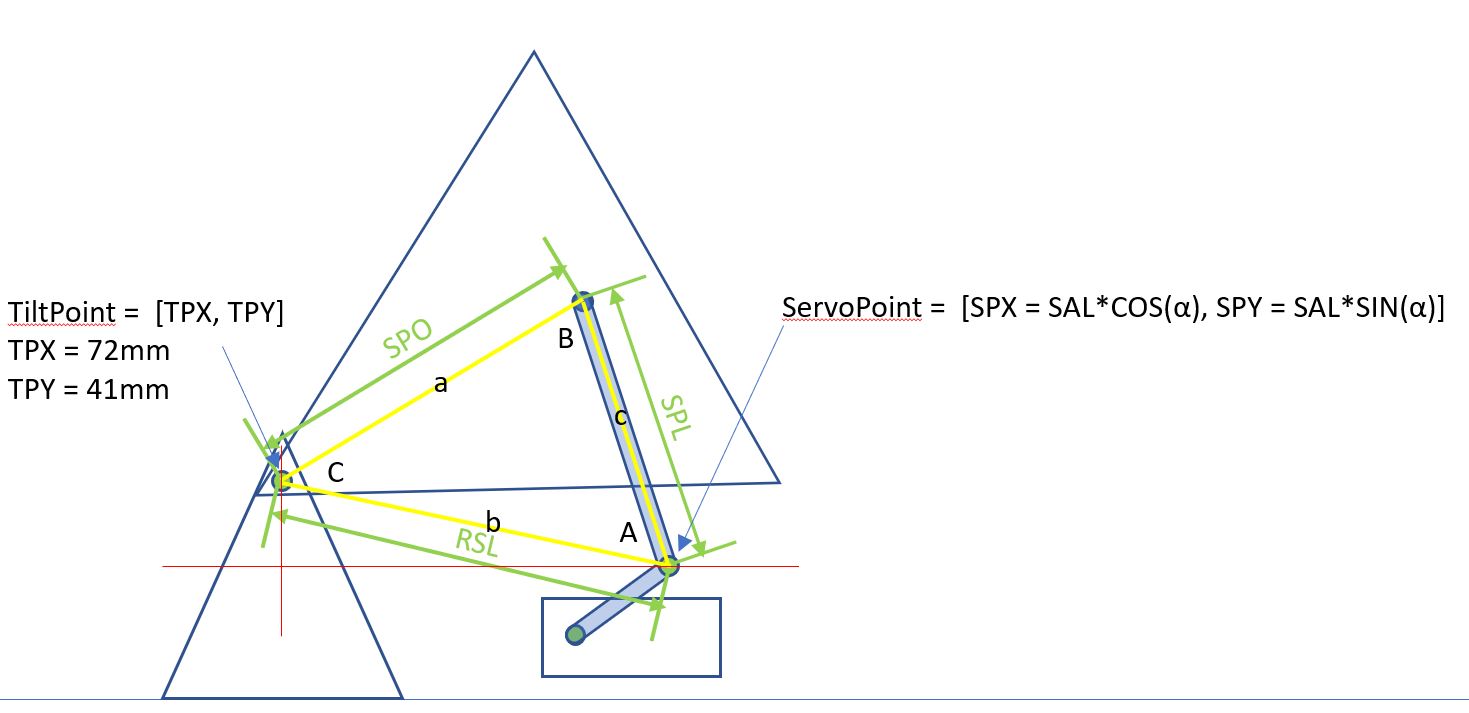 TiltPoint =  [TPX, TPY]
TPX = 72mm
TPY = 41mm
ServoPoint =  [SPX = SAL*COS(α), SPY = SAL*SIN(α)]
SPO
a
B
c
SPL
C
b
RSL
A